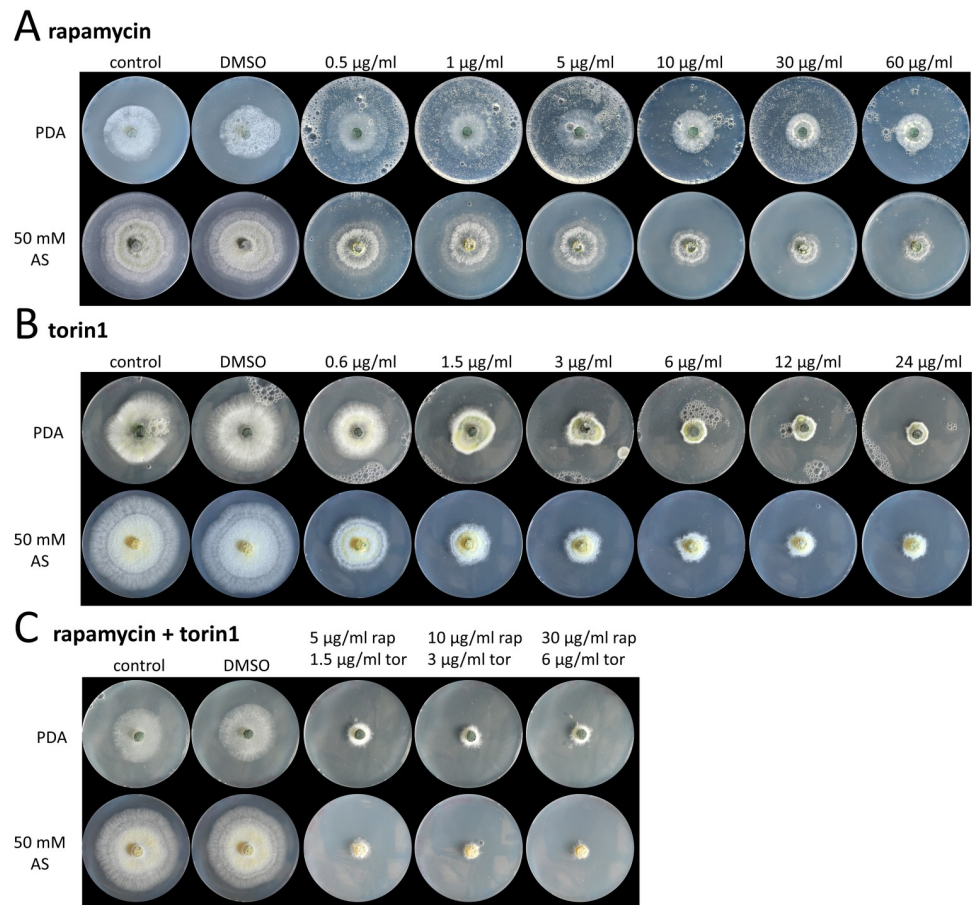 A rapamycin
control DMSO 0.5 µg/ml 1 µg/ml 5 µg/ml 10 µg/ml 30 µg/ml 60 µg/ml
PDA
50 mM
AS
B torin1
control DMSO 0.6 µg/ml 1.5 µg/ml 3 µg/ml 6 µg/ml 12 µg/ml 24 µg/ml
PDA
50 mM
AS
C rapamycin + torin1
5 µg/ml rap 10 µg/ml rap 30 µg/ml rap
control DMSO 1.5 µg/ml tor 3 µg/ml tor 6 µg/ml tor
PDA
50 mM
AS